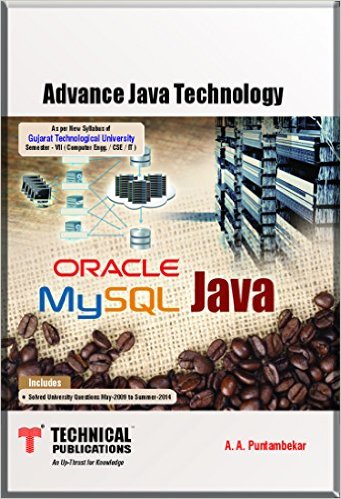 Advance Java Technology
As per New Syllabus of
Gujarat Technological University
Semester - VII ( Computer Engg. / CSE / IT )
ORACLE
MySQL Java
Includes
Solved University Questions May-2009 to Summer-2014
TECHNICAL
PUBLICATIONS
An Up-Thrust for Knowledge
A. A. Puntambekar